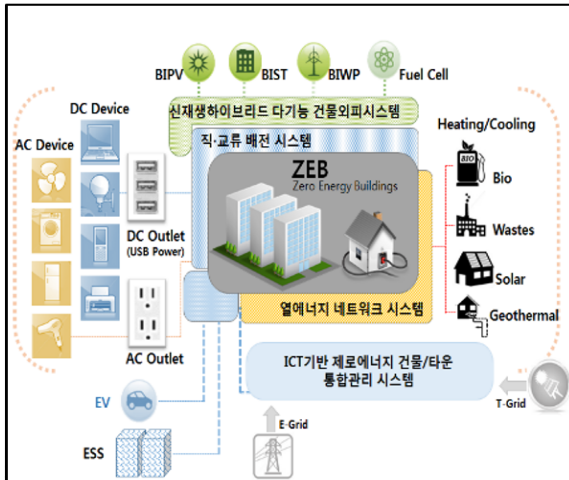 BIPV
BIST
BIWP
Fuel Cell
신재생하이브리드 다기능 건물외피시스템
DC Device
AC Device
직·교류 배전 시스템
Heating/Cooling
ZEB
Zero Energy Buildings
BIO
Bio
Wastes
Solar
Geothermal
DC Outlet
(USB Power)
AC Outlet
열에너지 네트워크 시스템
ICT기반 제로에너지 건물/타운
통합관리 시스템
T-Grid
EV
E-Grid
ESS